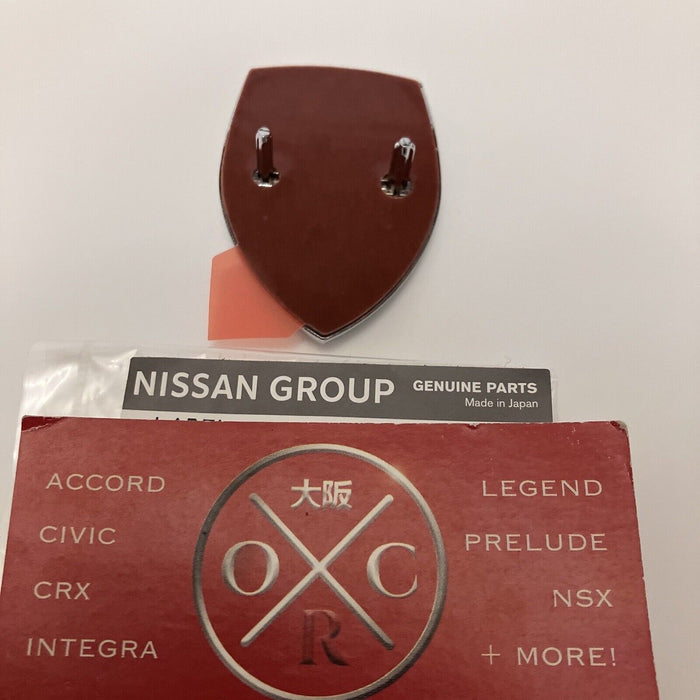 NISSAN GROUP
GENUINE PARTS
Made in Japan
ACCORD
CIVIC
CRX
INTEGRA
大阪
O C
R
LEGEND
PRELUDE
NSX
+ MORE!